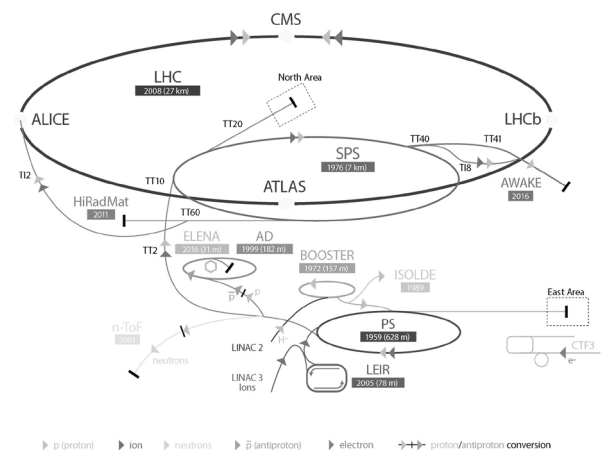 CMS
LHC
2008 (27 km)
North Area
ALICE
TT20
LHCb
TT40
TT41
SPS
1976 (7 km)
TI2
TT10
TI8
AWAKE
2016
HiRadMat
2011
ATLAS
TT60
ELENA
2016 (31 m)
AD
1999 (182 m)
TT2
BOOSTER
1972 (157 m)
ISOLDE
1989
p
p̅
East Area
n-ToF
2001
PS
1959 (628 m)
H-
LINAC 2
neutrons
CTF3
e-
LINAC 3
Ions
LEIR
2005 (78 m)
p (proton)
ion
neutrons
p̅ (antiproton)
electron
proton/antiproton conversion